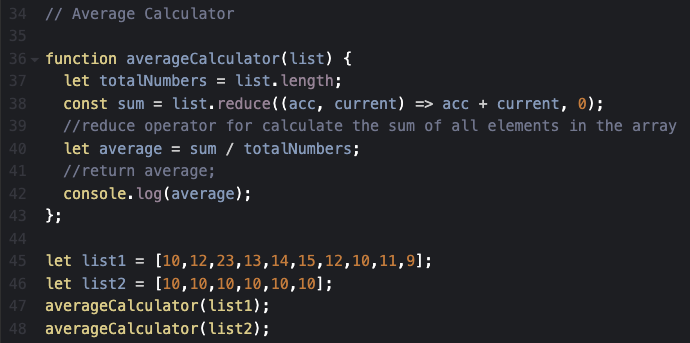 34 // Average Calculator
35
36 function averageCalculator(list) {
37   let totalNumbers = list.length;
38   const sum = list.reduce((acc, current) => acc + current, 0);
39   //reduce operator for calculate the sum of all elements in the array
40   let average = sum / totalNumbers;
41   //return average;
42   console.log(average);
43 };
44
45 let list1 = [10,12,23,13,14,15,12,10,11,9];
46 let list2 = [10,10,10,10,10,10];
47 averageCalculator(list1);
48 averageCalculator(list2);